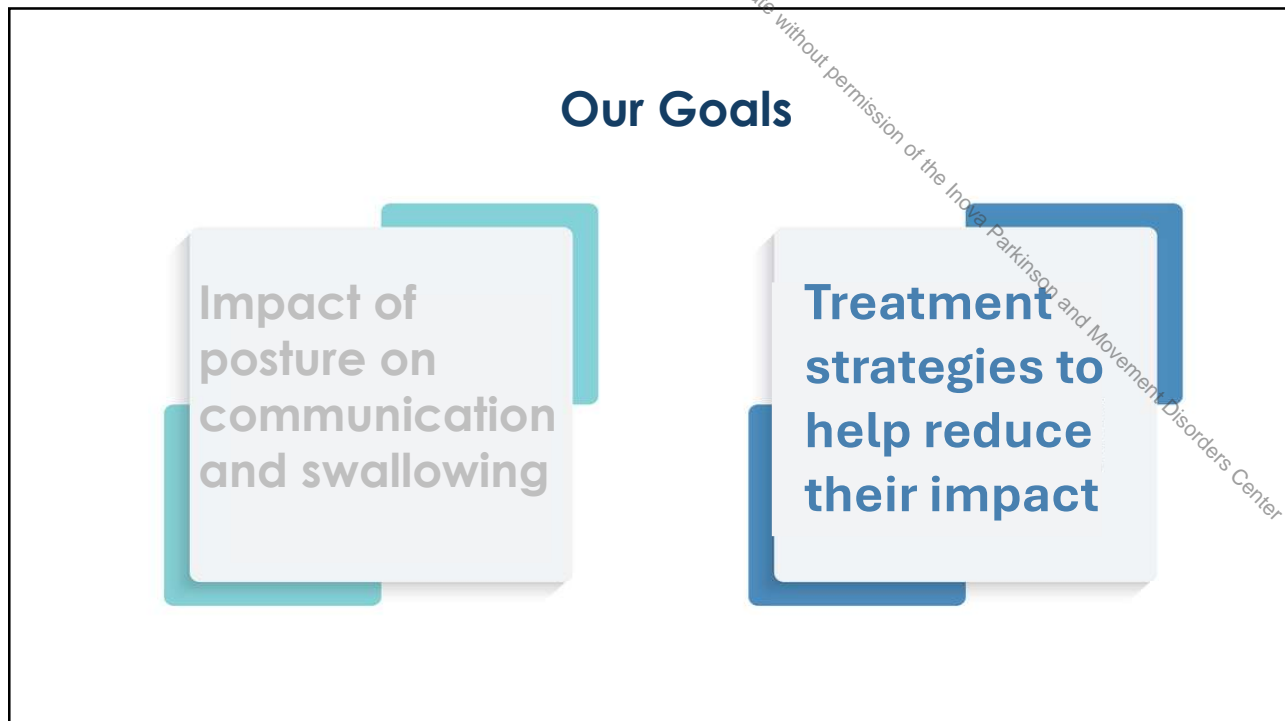 Our Goals
Impact of
posture on
communication
and swallowing
Treatment
strategies to
help reduce
their impact
without permission of the Inova Parkinson and Movement Disorders Center